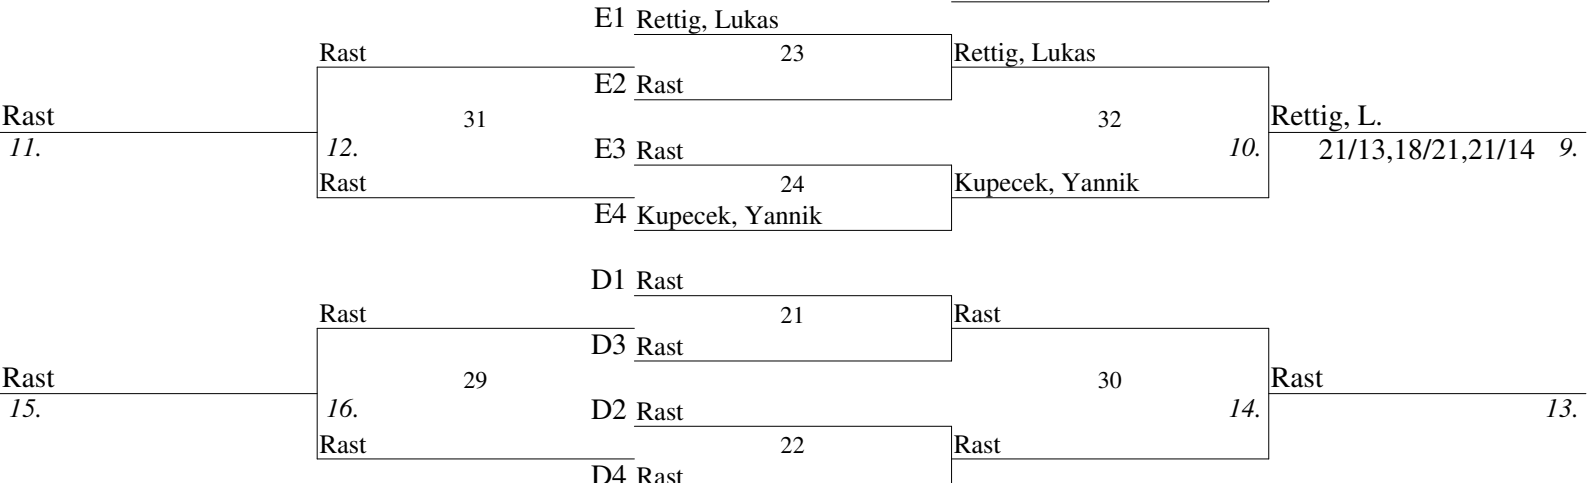 E1 Rettig, Lukas
Rast 23 Rettig, Lukas
E2 Rast
Rast 31 32 Rettig, L.
11. 12. E3 Rast 10. 21/13,18/21,21/14 9.
Rast 24 Kupecek, Yannik
E4 Kupecek, Yannik
D1 Rast
Rast 21 Rast
D3 Rast
Rast 29 30 Rast
15. 16. D2 Rast 14. 13.
Rast 22 Rast
D4 Rast